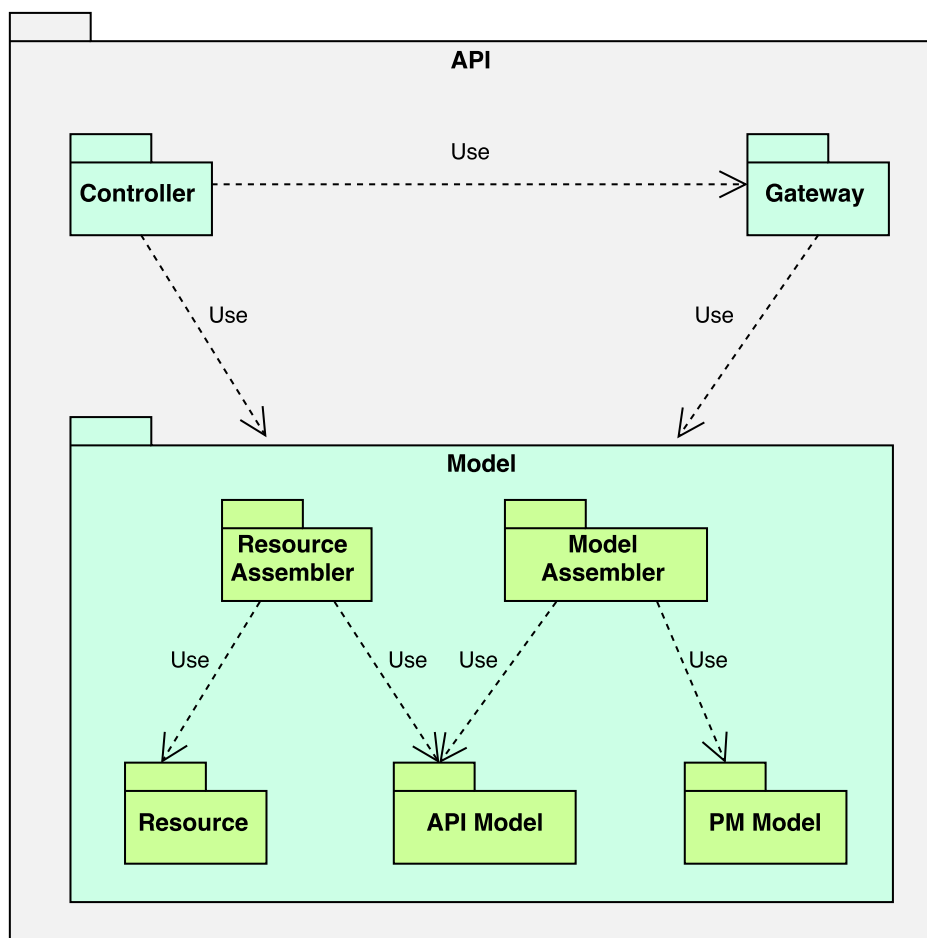 API
Use
Controller
Gateway
Use
Use
Model
Resource
Assembler
Model
Assembler
Use
Use
Use
Use
Resource
API Model
PM Model